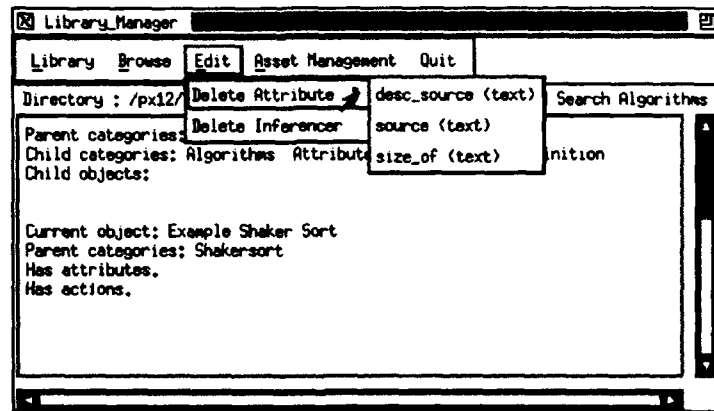 Library_Manager
Library Browse Edit Asset Management Quit
Delete Attribute desc_source (text)
Directory : /px12/ Search Algorithms
Delete Inferencer source (text)
Parent categories:
Child categories: Algorithms Attribut size_of (text) inition
Child objects:
Current object: Example Shaker Sort
Parent categories: Shakersort
Has attributes.
Has actions.